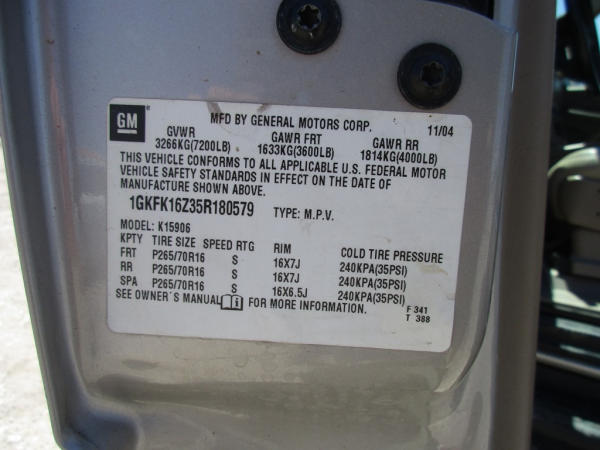 GM MFD BY GENERAL MOTORS CORP. 11/04
GVWR GAWR FRT GAWR RR
3266KG(7200LB) 1633KG(3600LB) 1814KG(4000LB)
THIS VEHICLE CONFORMS TO ALL APPLICABLE U.S. FEDERAL MOTOR
VEHICLE SAFETY STANDARDS IN EFFECT ON THE DATE OF
MANUFACTURE SHOWN ABOVE.
1GKFK16Z35R180579 TYPE: M.P.V.
MODEL: K15906
KPTY TIRE SIZE SPEED RTG RIM COLD TIRE PRESSURE
FRT P265/70R16 S 16X7J 240KPA(35PSI)
RR P265/70R16 S 16X7J 240KPA(35PSI)
SPA P265/70R16 S 16X6.5J 240KPA(35PSI)
SEE OWNER'S MANUAL i FOR MORE INFORMATION. F 341
T 388